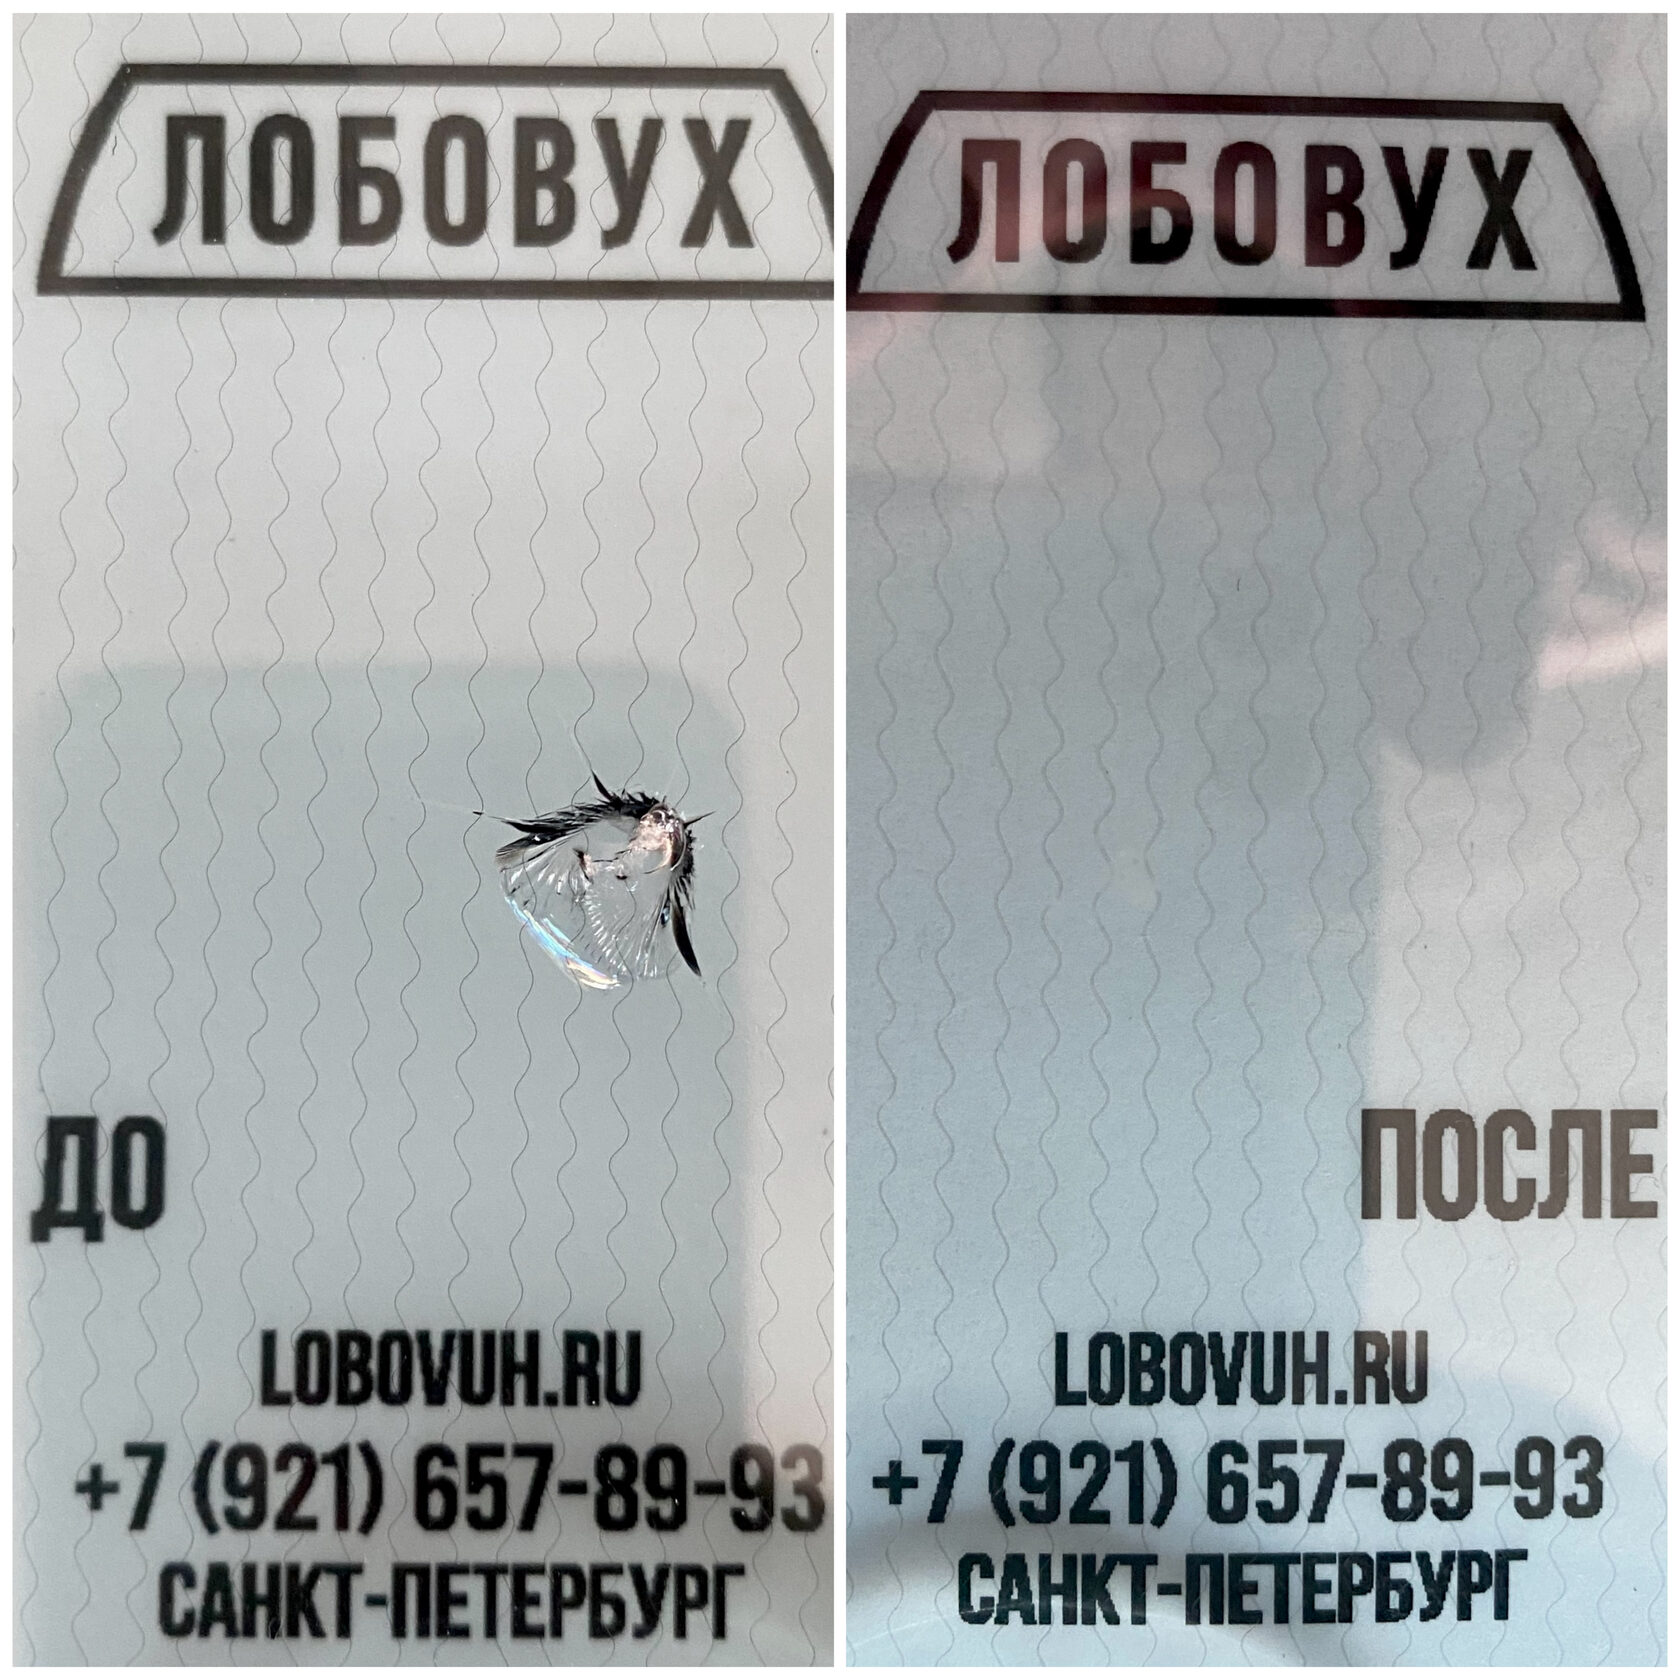 ЛОБОВУХ
ДО
LOBOVUH.RU
+7 (921) 657-89-93
САНКТ-ПЕТЕРБУРГ
ЛОБОВУХ
ПОСЛЕ
LOBOVUH.RU
+7 (921) 657-89-93
САНКТ-ПЕТЕРБУРГ